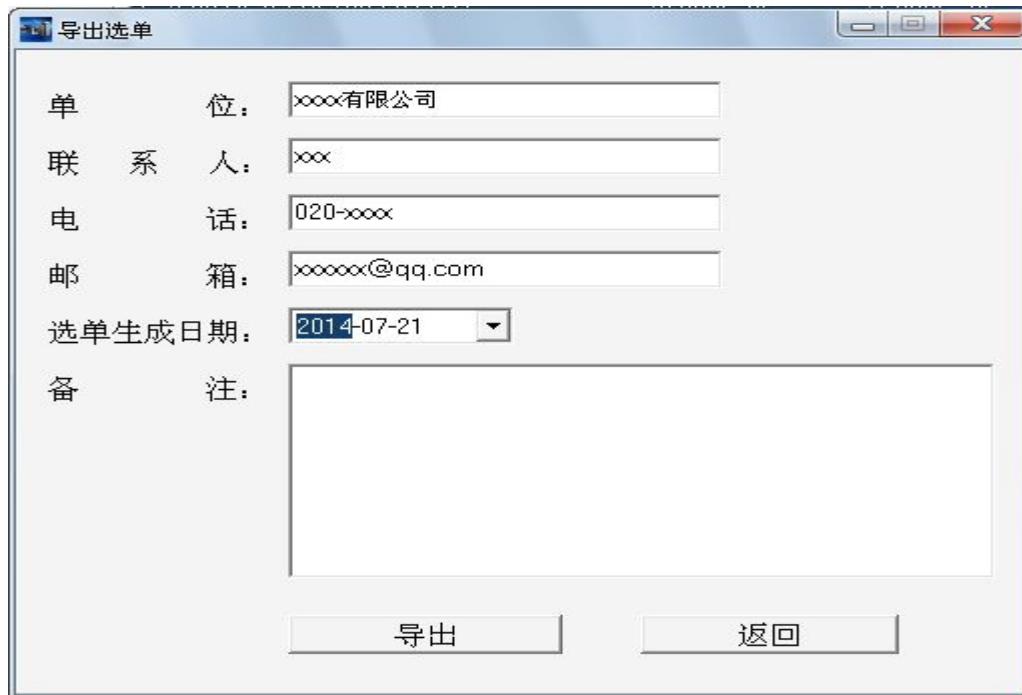 导出选单
单 位： xxxx有限公司
联 系 人： xxx
电 话： 020-xxxx
邮 箱： xxxxxx@qq.com
选单生成日期： 2014-07-21
备 注：
导出 返回